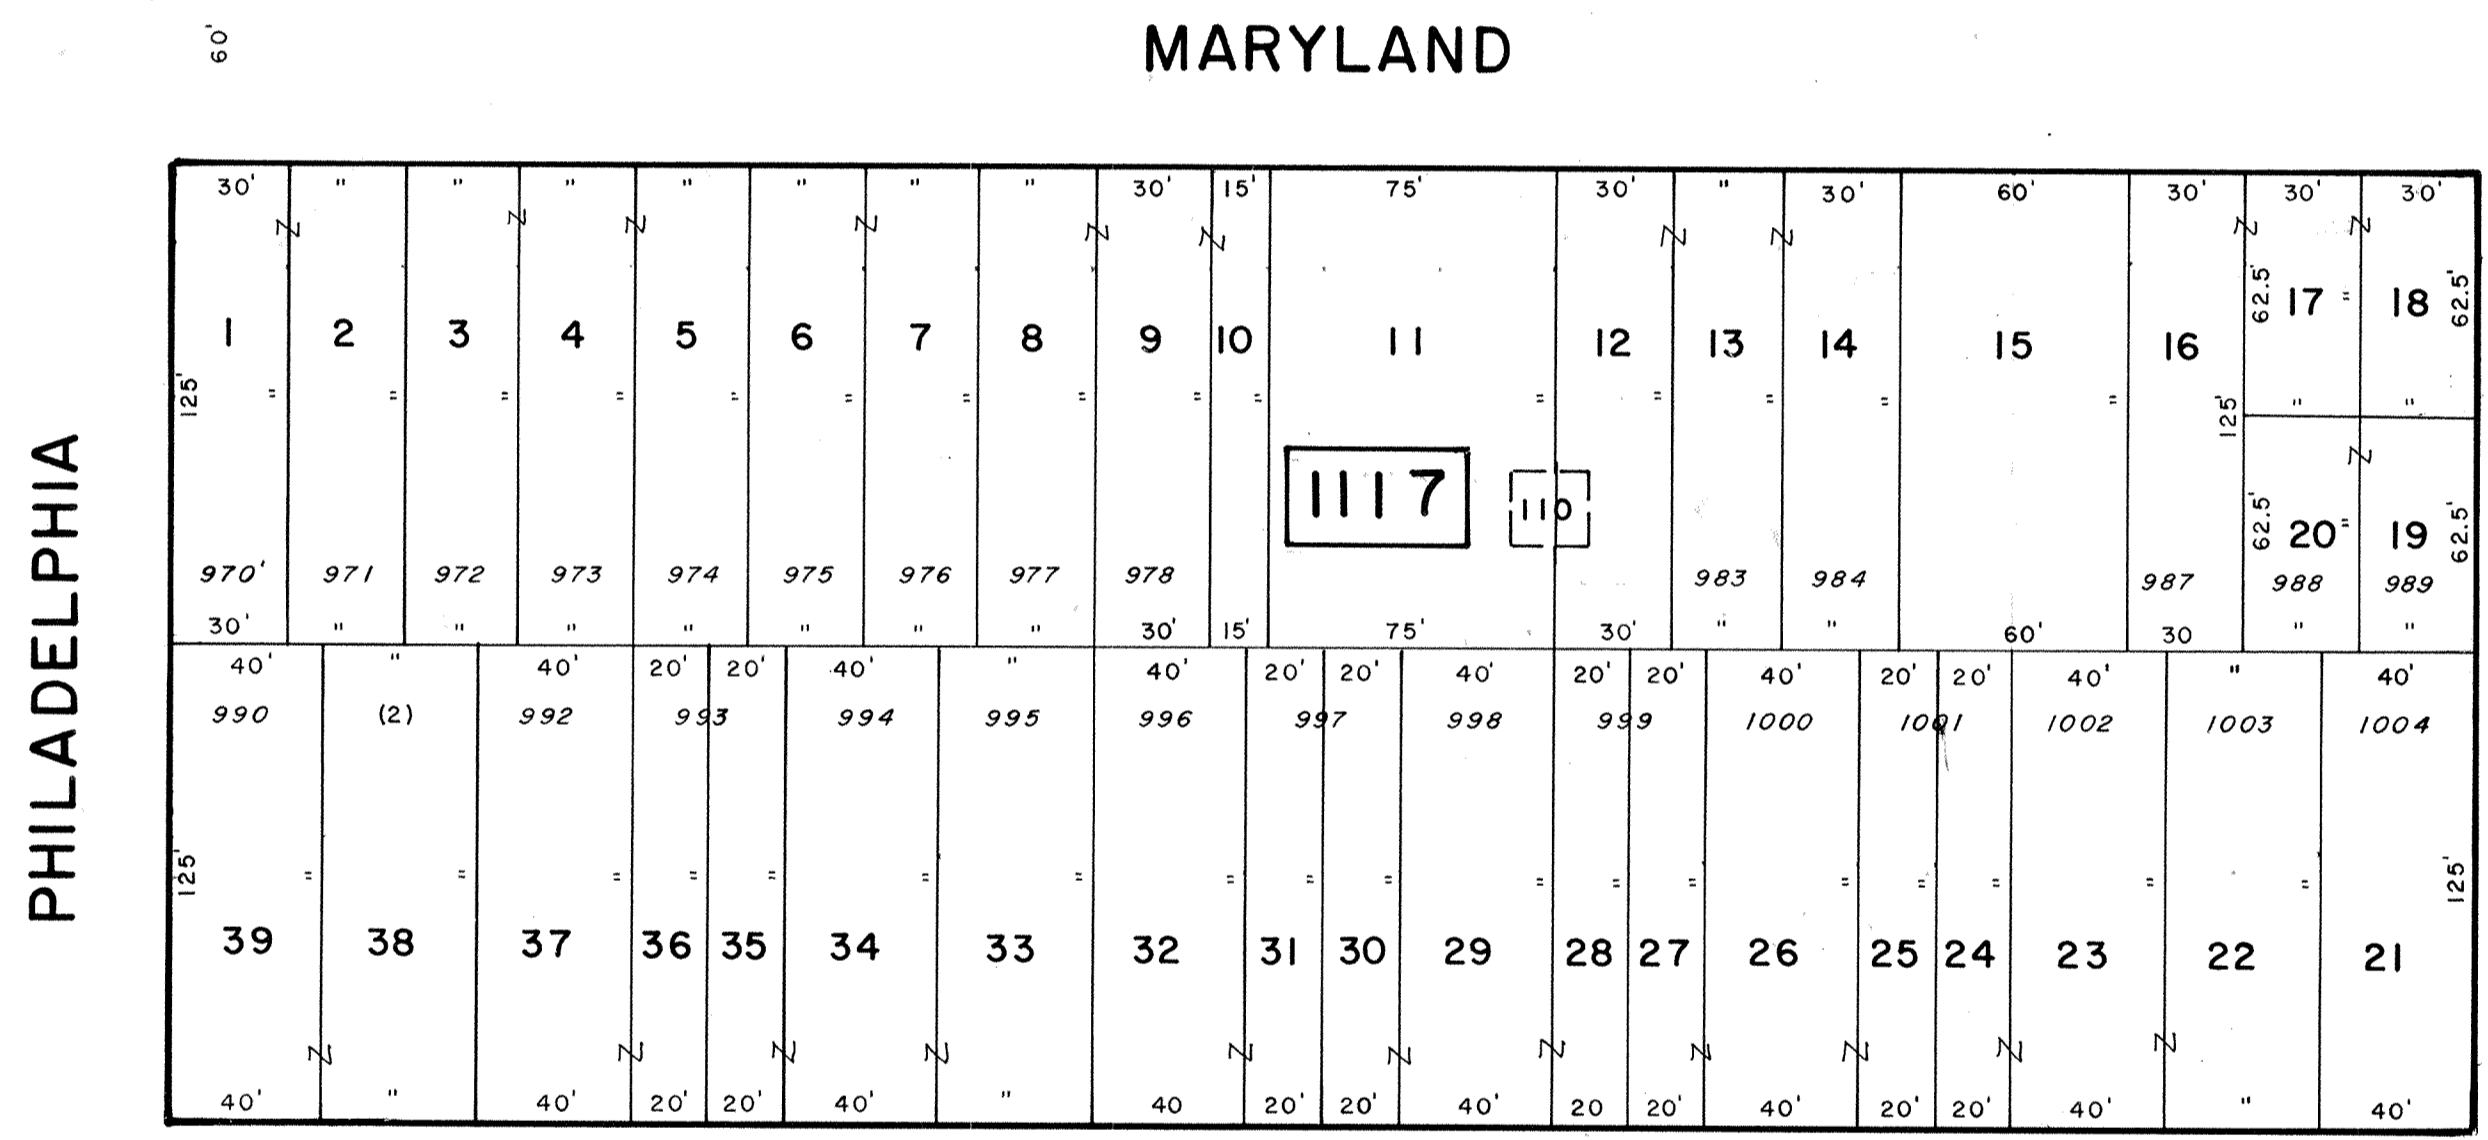 60'
MARYLAND
PHILADELPHIA
30' " " " " " " " 30' 15' 75' 30' " 30' 60' 30' 30' 30'
62.5' 17 " 18 62.5'
1 2 3 4 5 6 7 8 9 10 11 12 13 14 15 16
125' " " " " " " " " " " " " " " " 125' " "
1117 110
62.5' 20 " 19 62.5'
970' 971 972 973 974 975 976 977 978 983 984 987 988 989
30' " " " " " " " 30' 15' 75' 30' " " 60' 30 " "
40' " 40' 20' 20' 40' " 40' 20' 20' 40' 20' 20' 40' 20' 20' 40' " 40'
990 (2) 992 993 994 995 996 997 998 999 1000 1001 1002 1003 1004
125' " " " " " " " " " " " " " " " " " " 125'
39 38 37 36 35 34 33 32 31 30 29 28 27 26 25 24 23 22 21
40' " 40' 20' 20' 40' " 40 20' 20' 40' 20 20' 40' 20' 20' 40' " 40'